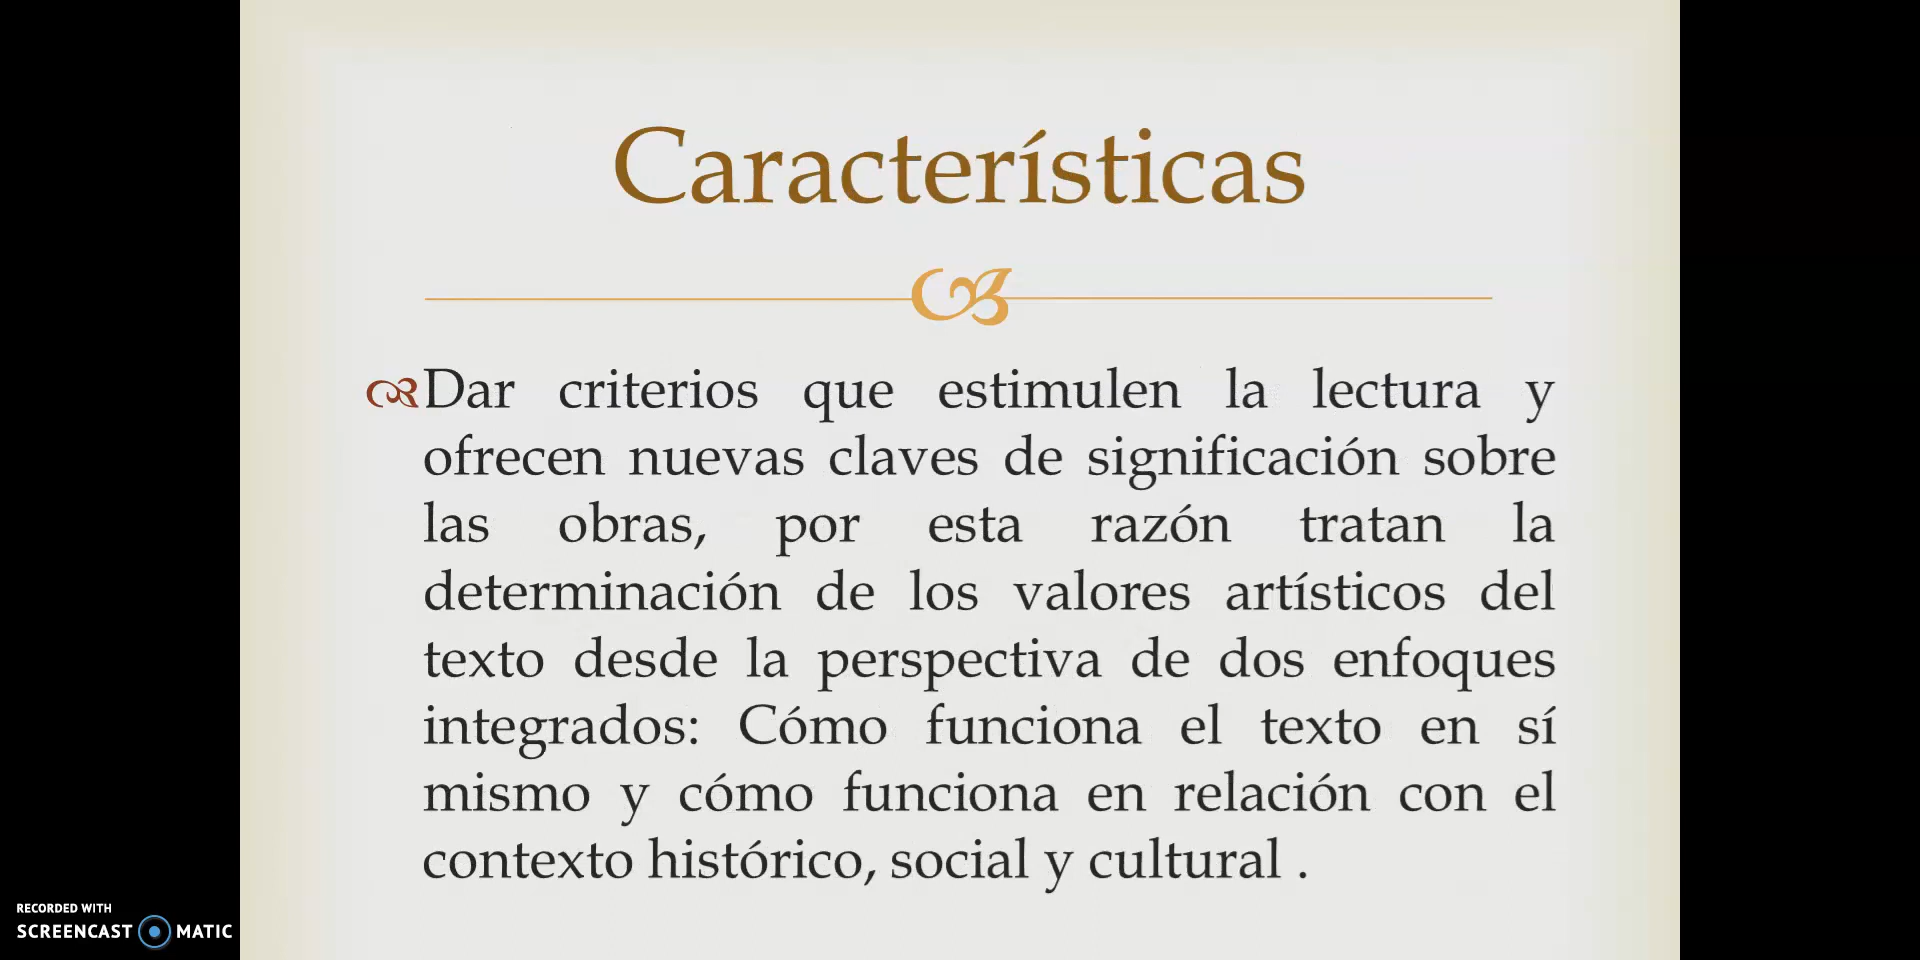 Características
Dar criterios que estimulen la lectura y
ofrecen nuevas claves de significación sobre
las obras, por esta razón tratan la
determinación de los valores artísticos del
texto desde la perspectiva de dos enfoques
integrados: Cómo funciona el texto en sí
mismo y cómo funciona en relación con el
contexto histórico, social y cultural .
RECORDED WITH
SCREENCAST MATIC